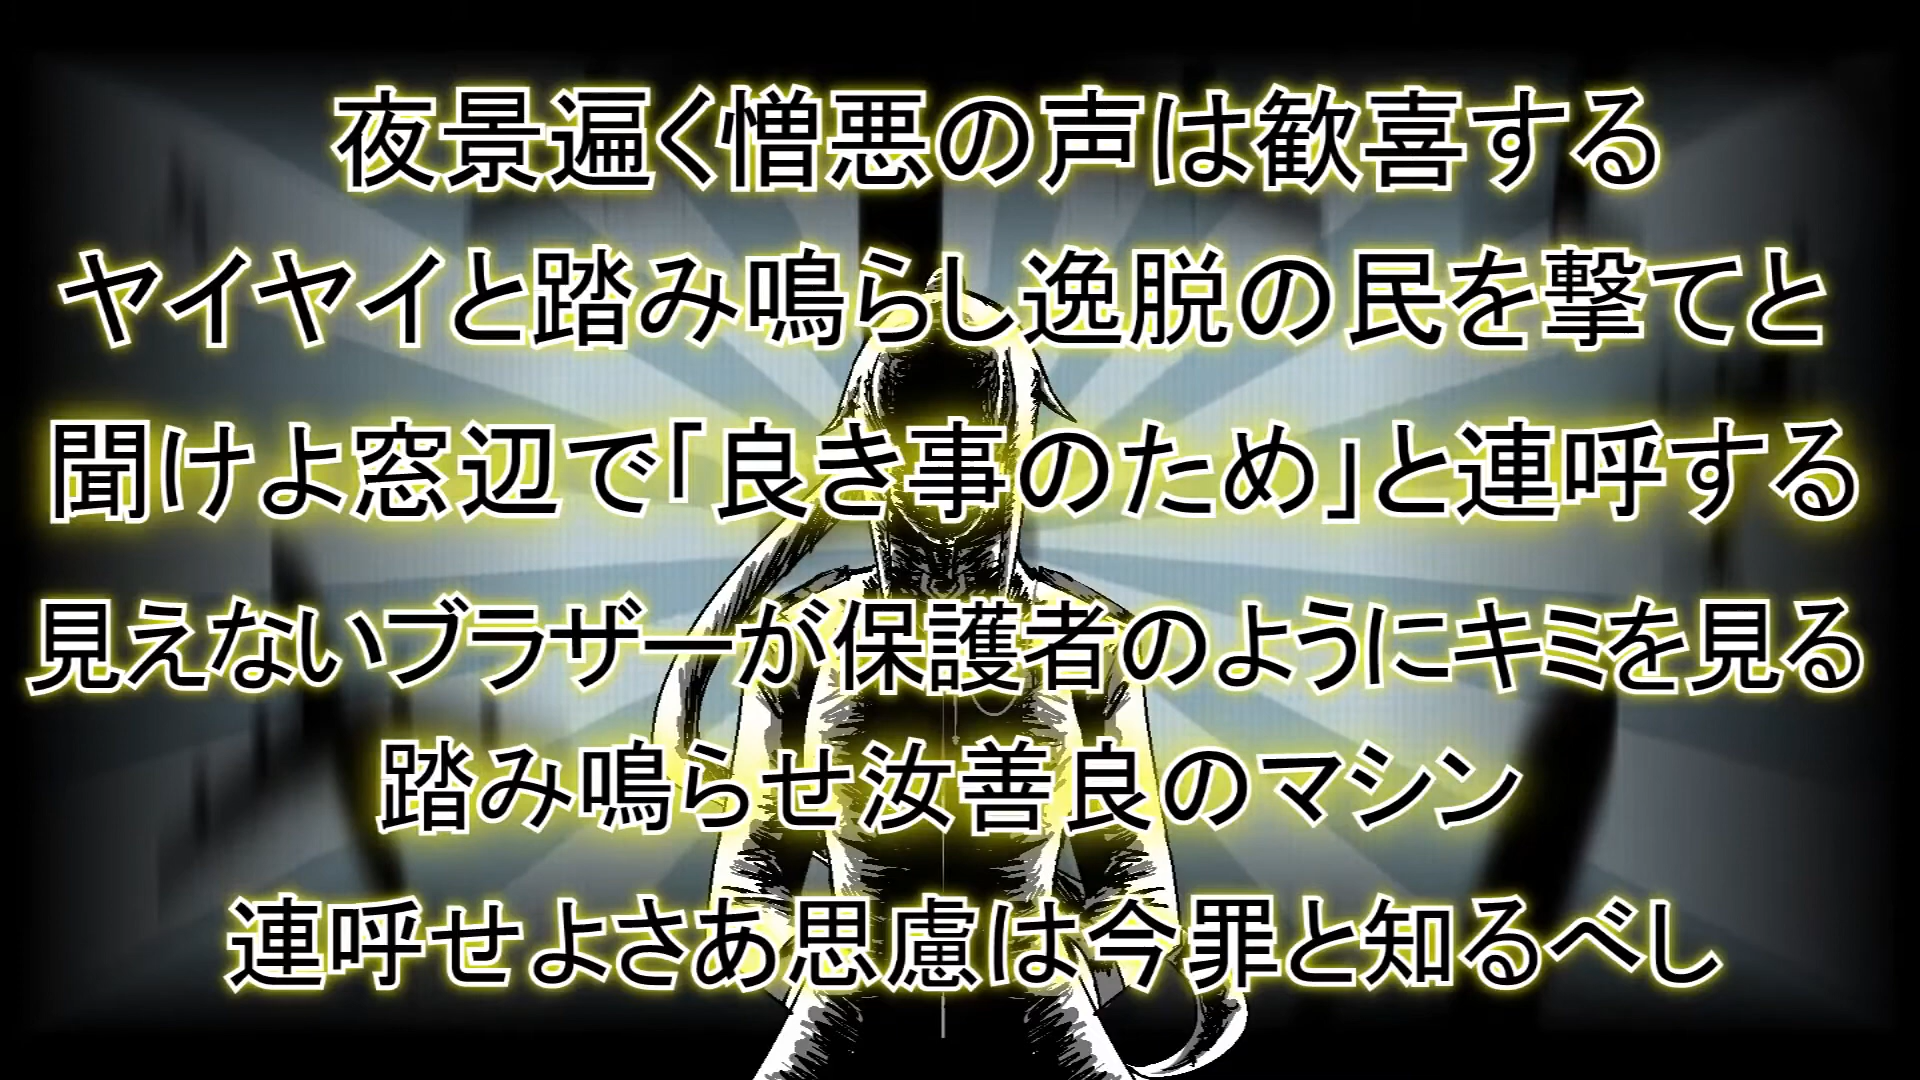 夜景遍く憎悪の声は歓喜する
ヤイヤイと踏み鳴らし逸脱の民を撃てと
聞けよ窓辺で「良き事のため」と連呼する
見えないブラザーが保護者のようにキミを見る
踏み鳴らせ汝善良のマシン
連呼せよさあ思慮は今罪と知るべし